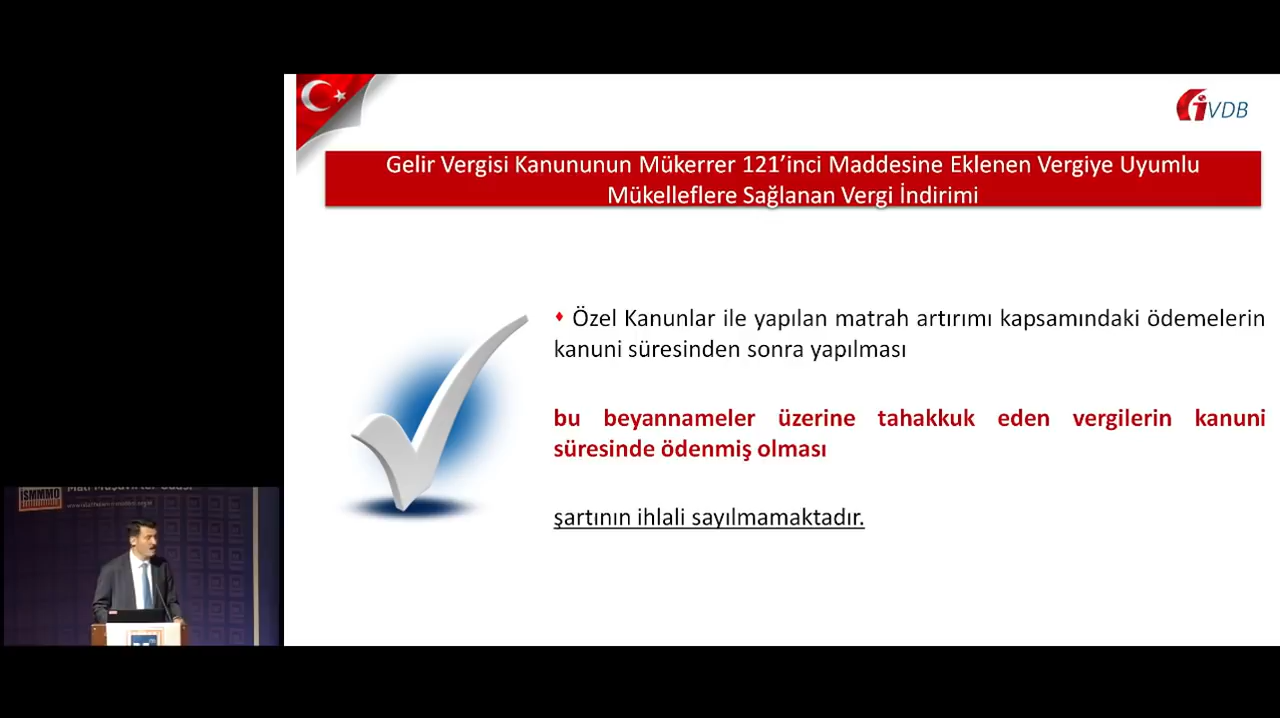 İVDB
Gelir Vergisi Kanununun Mükerrer 121’inci Maddesine Eklenen Vergiye Uyumlu
Mükelleflere Sağlanan Vergi İndirimi
Özel Kanunlar ile yapılan matrah artırımı kapsamındaki ödemelerin
kanuni süresinden sonra yapılması
bu beyannameler üzerine tahakkuk eden vergilerin kanuni
süresinde ödenmiş olması
şartının ihlali sayılmamaktadır.
İSMMMO
Mali Müşavirler Odası